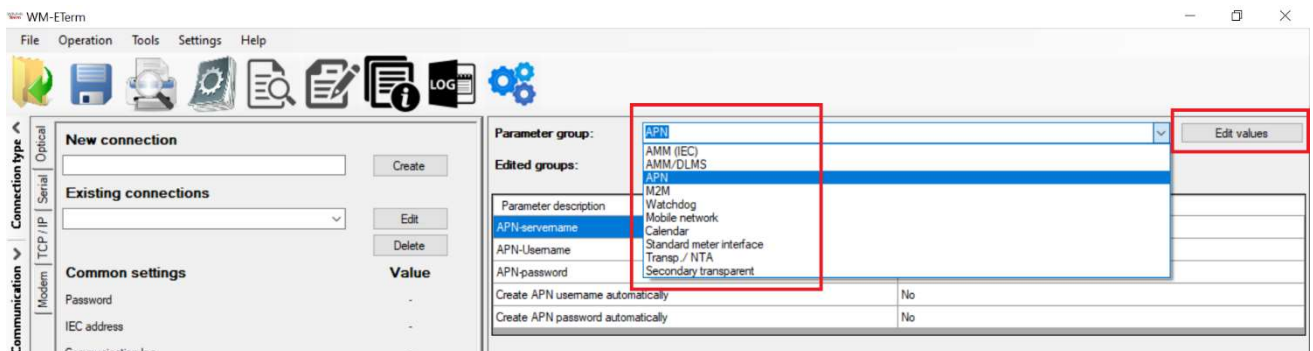 WM-ETerm
File Operation Tools Settings Help
LOG
Connection type
Communication
Optical
Serial
TCP / IP
Modem
New connection
Create
Existing connections
Edit
Delete
Common settings Value
Password -
IEC address -
Parameter group: APN Edit values
Edited groups:
AMM (IEC)
AMM/DLMS
APN
M2M
Watchdog
Mobile network
Calendar
Standard meter interface
Transp./ NTA
Secondary transparent
Parameter description
APN-servername
APN-Username
APN-password
Create APN username automatically No
Create APN password automatically No